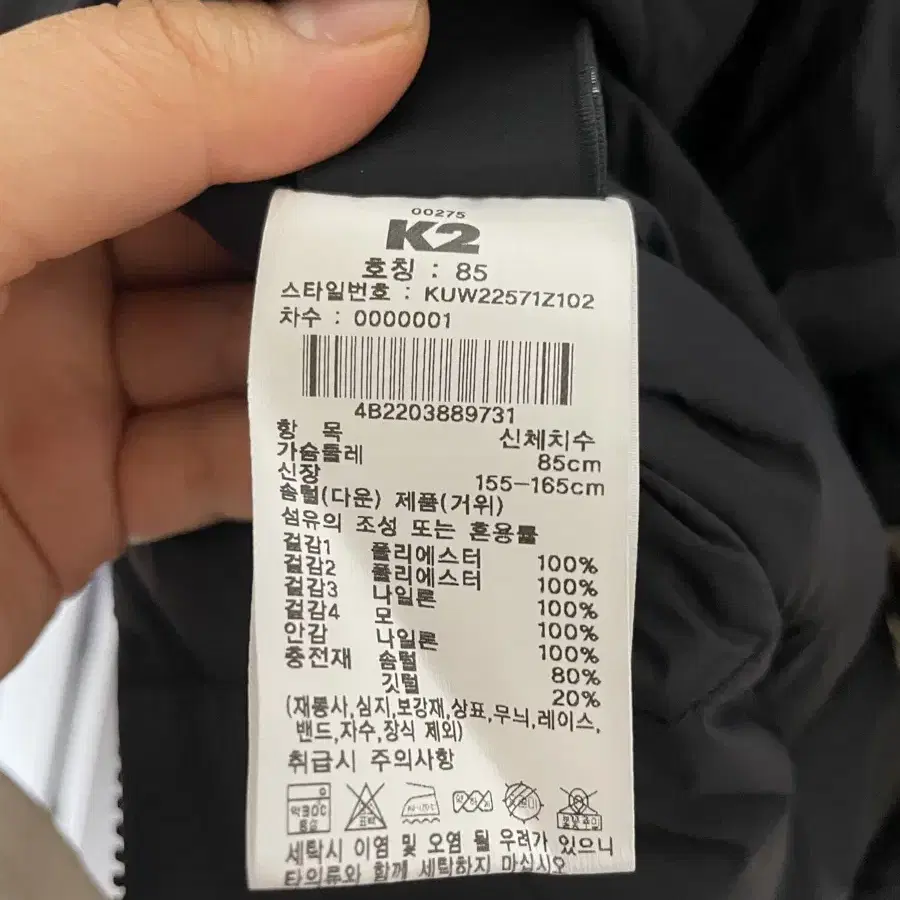 00275
K2
호칭 : 85
스타일번호 : KUW22571Z102
차수 : 0000001
4B2203889731
항 목 신체치수
가슴둘레 85cm
신장 155-165cm
솜털(다운) 제품(거위)
섬유의 조성 또는 혼용률
겉감1 폴리에스터 100%
겉감2 폴리에스터 100%
겉감3 나일론 100%
겉감4 모 100%
안감 나일론 100%
충전재 솜털 80%
깃털 20%
(재봉사,심지,보강재,상표,무늬,레이스,
밴드,자수,장식 제외)
취급시 주의사항
약30℃
중성
세탁시 이염 및 오염 될 우려가 있으니
타의류와 함께 세탁하지 마십시오